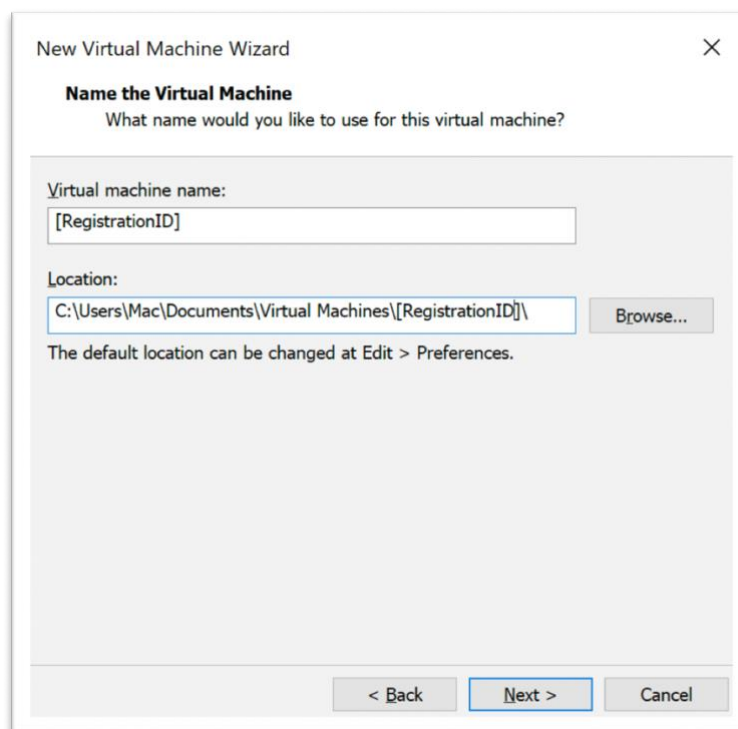 New Virtual Machine Wizard
Name the Virtual Machine
What name would you like to use for this virtual machine?
Virtual machine name:
[RegistrationID]
Location:
C:\Users\Mac\Documents\Virtual Machines\[RegistrationID]\
Browse...
The default location can be changed at Edit > Preferences.
< Back
Next >
Cancel